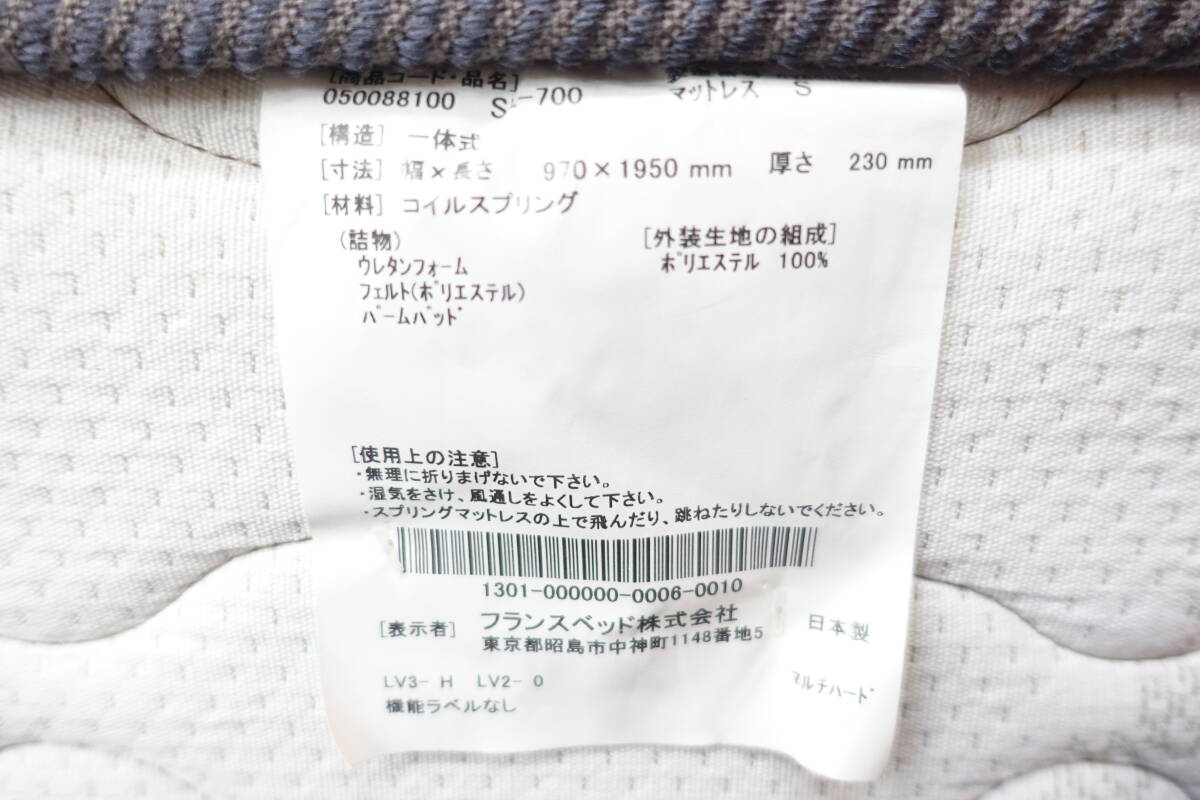 [商品コード・品名]
050088100 S -700 マットレス S
[構造] 一体式
[寸法] 幅×長さ 970×1950 mm 厚さ 230 mm
[材料] コイルスプリング
(詰物) [外装生地の組成]
ウレタンフォーム ポリエステル 100%
フェルト(ポリエステル)
パームパッド
[使用上の注意]
・無理に折りまげないで下さい。
・湿気をさけ、風通しをよくして下さい。
・スプリングマットレスの上で飛んだり、跳ねたりしないでください。
1301-000000-0006-0010
[表示者] フランスベッド株式会社 日本製
東京都昭島市中神町1148番地5
LV3- H LV2- 0 マルチハード
機能ラベルなし